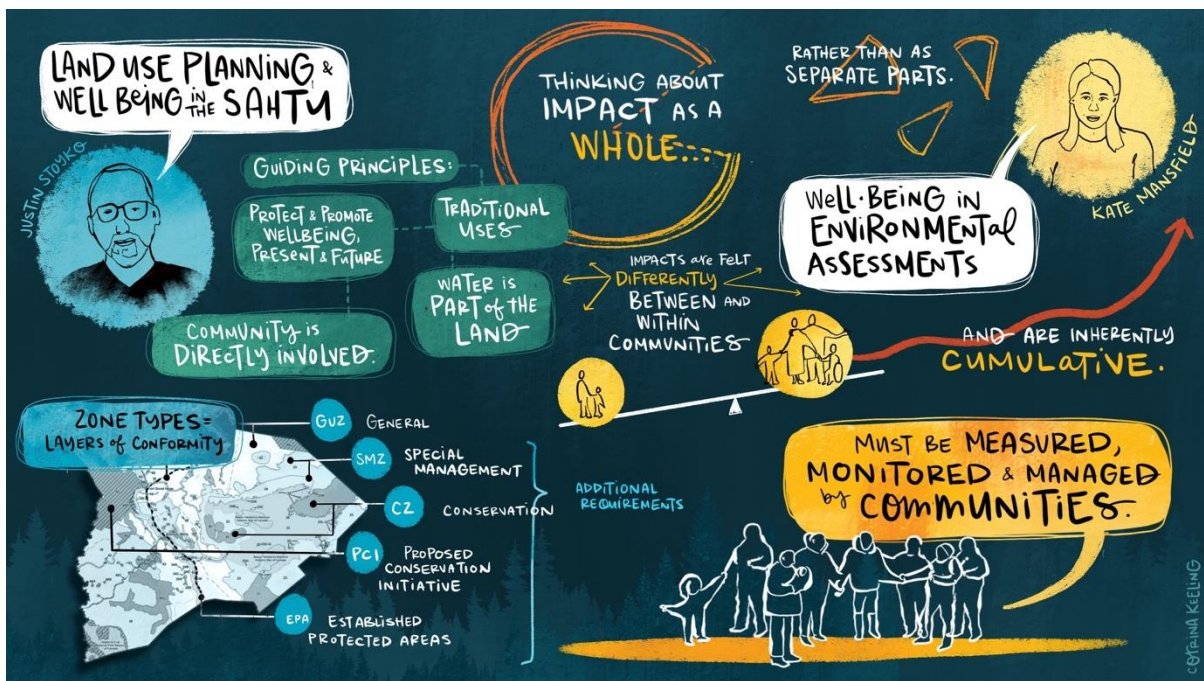 LAND USE PLANNING &
WELL BEING IN THE SAHTU
JUSTIN STOYKO
GUIDING PRINCIPLES:
PROTECT & PROMOTE
WELLBEING,
PRESENT & FUTURE
TRADITIONAL
USES
WATER IS
PART OF THE
LAND
COMMUNITY IS
DIRECTLY INVOLVED.
ZONE TYPES =
LAYERS OF CONFORMITY
GUZ GENERAL
SMZ SPECIAL
MANAGEMENT
CZ CONSERVATION
PCI PROPOSED
CONSERVATION
INITIATIVE
EPA ESTABLISHED
PROTECTED AREAS
ADDITIONAL
REQUIREMENTS
THINKING ABOUT
IMPACT AS A
WHOLE...
RATHER THAN AS
SEPARATE PARTS.
KATE MANSFIELD
WELL-BEING IN
ENVIRONMENTAL
ASSESSMENTS
IMPACTS ARE FELT
DIFFERENTLY
BETWEEN AND
WITHIN
COMMUNITIES
AND ARE INHERENTLY
CUMULATIVE.
MUST BE MEASURED,
MONITORED & MANAGED
by COMMUNITIES.
COTRINA KEELING